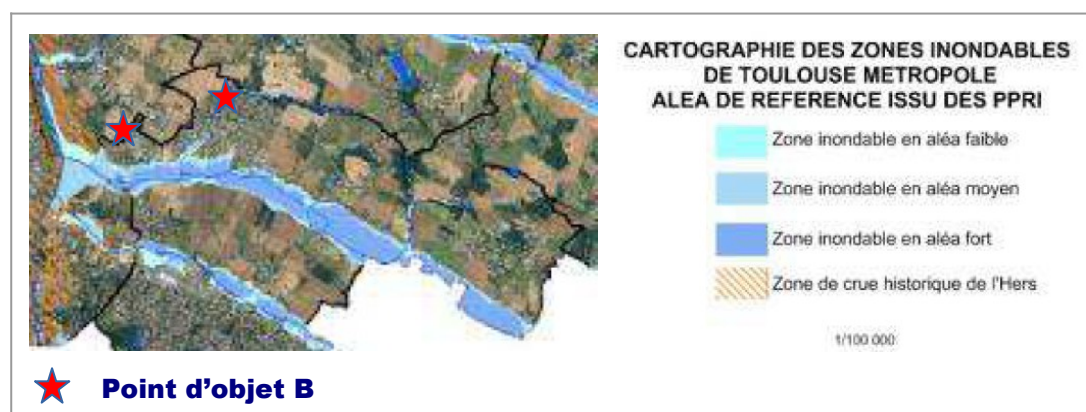 CARTOGRAPHIE DES ZONES INONDABLES
DE TOULOUSE METROPOLE
ALEA DE REFERENCE ISSU DES PPRI
Zone inondable en aléa faible
Zone inondable en aléa moyen
Zone inondable en aléa fort
Zone de crue historique de l'Hers
1/100 000
Point d'objet B